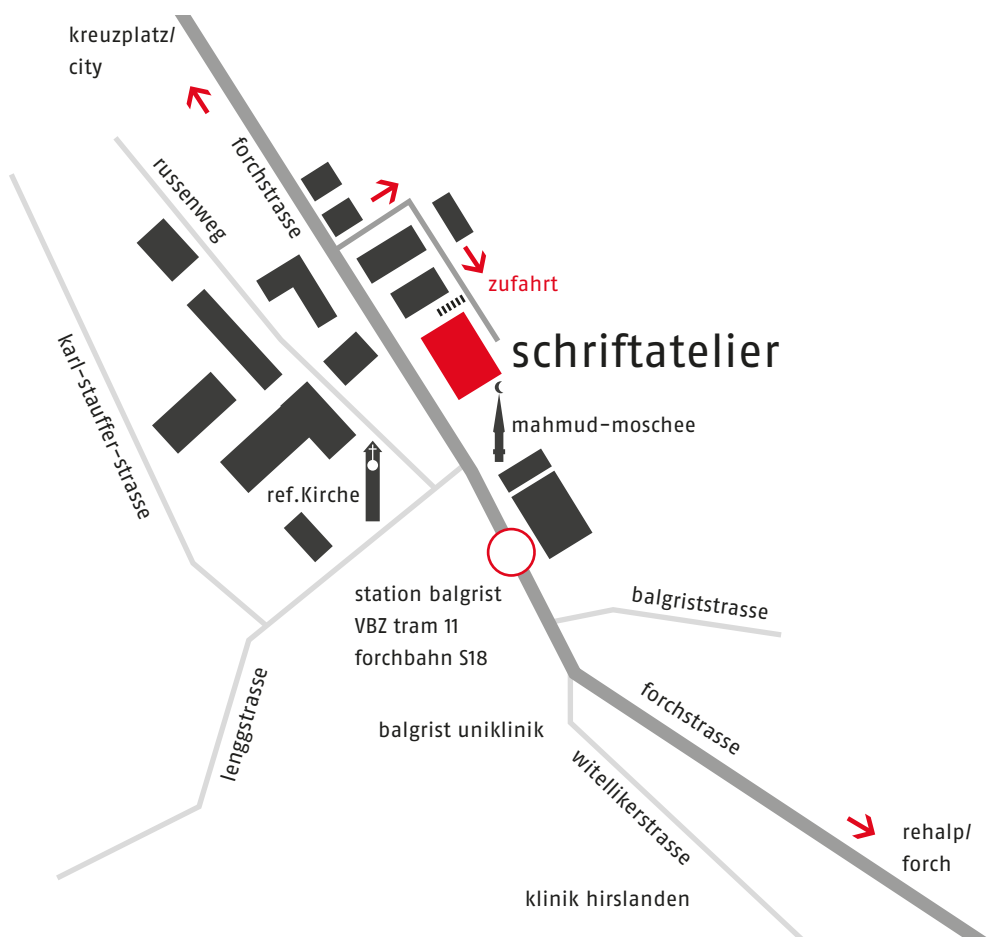 kreuzplatz/
city
forchstrasse
russenweg
zufahrt
karl-stauffer-strasse
schriftatelier
mahmud-moschee
ref.Kirche
station balgrist
VBZ tram 11
forchbahn S18
balgriststrasse
lenggstrasse
balgrist uniklinik
forchstrasse
witellikerstrasse
rehalp/
forch
klinik hirslanden